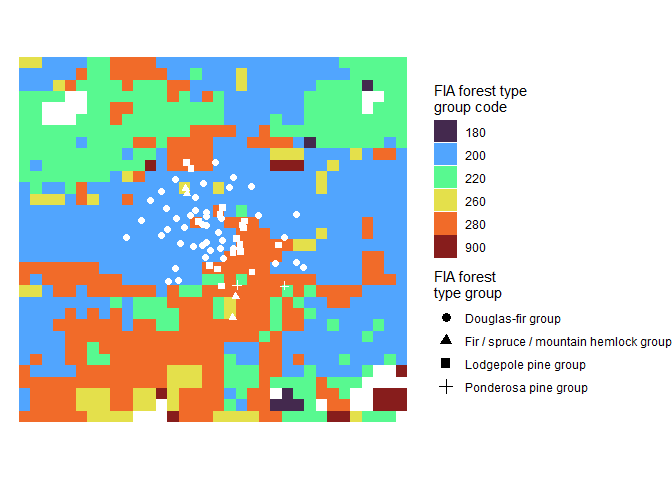 FIA forest type
group code
180
200
220
260
280
900
FIA forest
type group
Douglas-fir group
Fir / spruce / mountain hemlock group
Lodgepole pine group
Ponderosa pine group